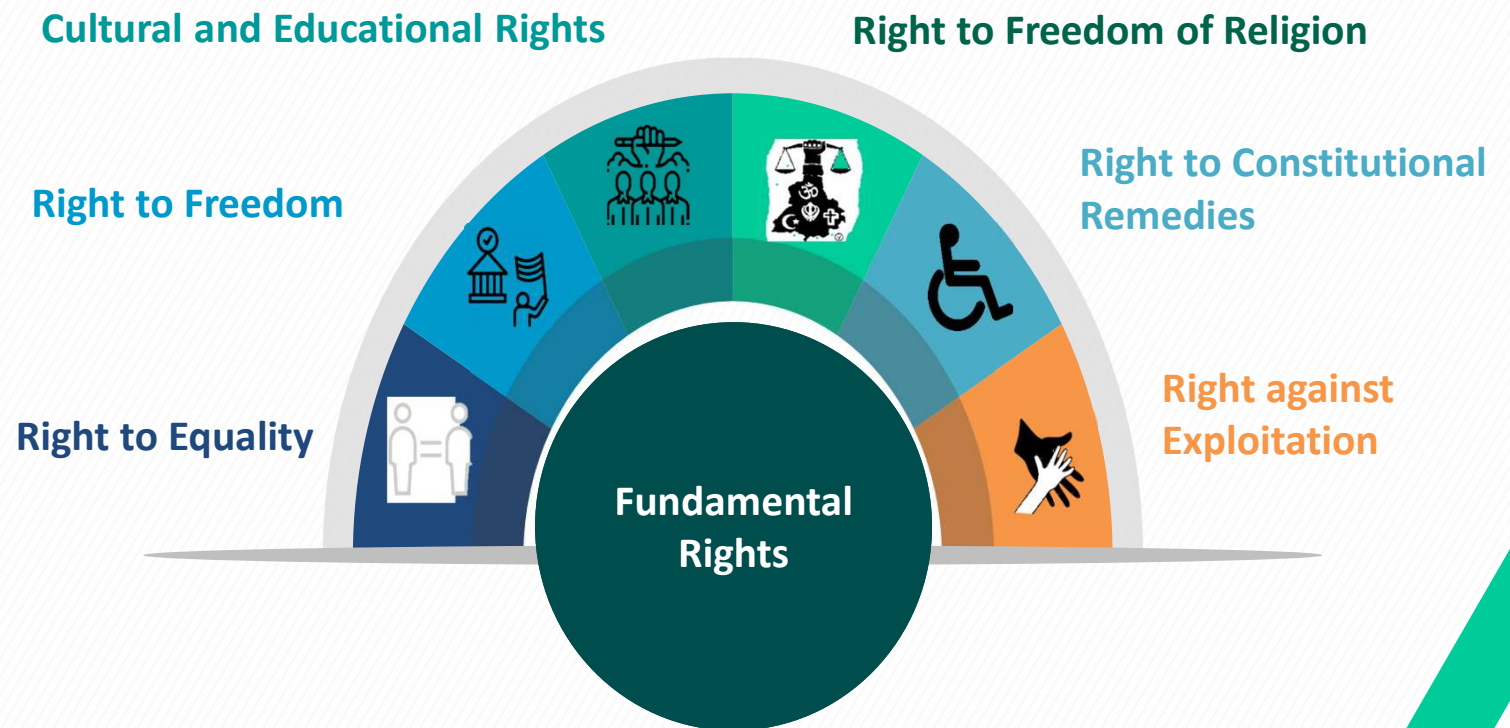 Cultural and Educational Rights
Right to Freedom of Religion
Right to Freedom
Right to Constitutional
Remedies
Right to Equality
Right against
Exploitation
Fundamental
Rights